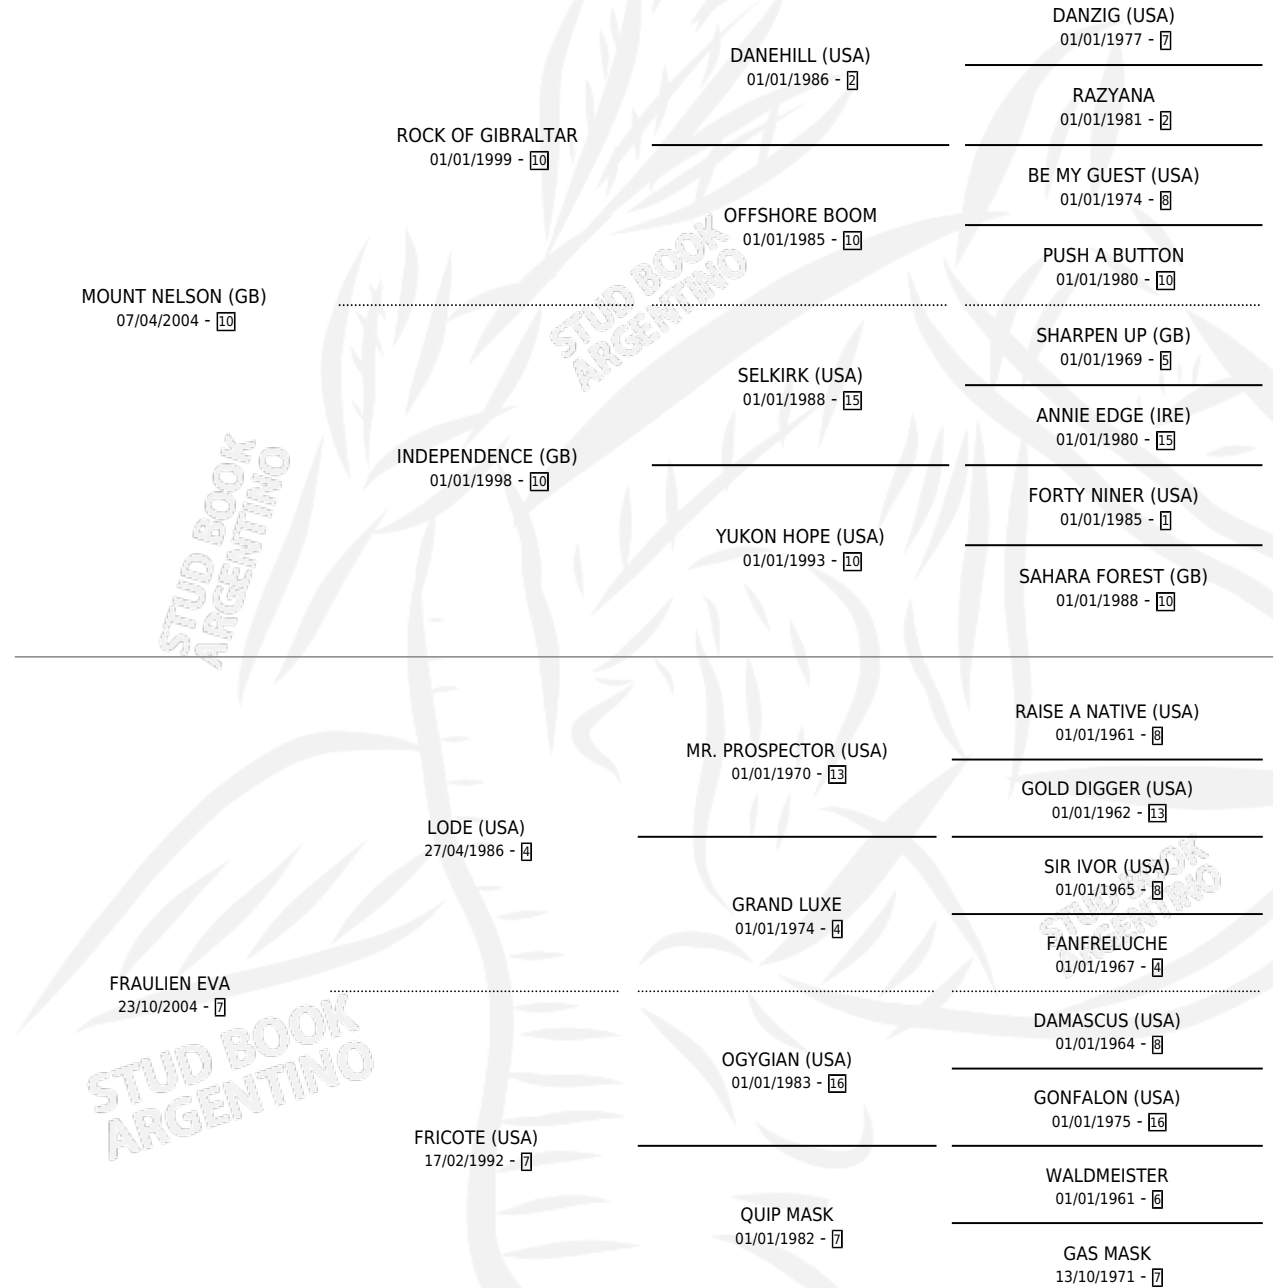 DANZIG (USA)
01/01/1977 - 7
DANEHILL (USA)
01/01/1986 - 2
RAZYANA
01/01/1981 - 2
ROCK OF GIBRALTAR
01/01/1999 - 10
BE MY GUEST (USA)
01/01/1974 - 8
OFFSHORE BOOM
01/01/1985 - 10
PUSH A BUTTON
01/01/1980 - 10
MOUNT NELSON (GB)
07/04/2004 - 10
STUD BOOK
ARGENTINO
SHARPEN UP (GB)
01/01/1969 - 5
SELKIRK (USA)
01/01/1988 - 15
ANNIE EDGE (IRE)
01/01/1980 - 15
INDEPENDENCE (GB)
01/01/1998 - 10
FORTY NINER (USA)
01/01/1985 - 1
YUKON HOPE (USA)
01/01/1993 - 10
SAHARA FOREST (GB)
01/01/1988 - 10
STUD BOOK
ARGENTINO
RAISE A NATIVE (USA)
01/01/1961 - 8
MR. PROSPECTOR (USA)
01/01/1970 - 13
GOLD DIGGER (USA)
01/01/1962 - 13
LODE (USA)
27/04/1986 - 4
SIR IVOR (USA)
01/01/1965 - 8
GRAND LUXE
01/01/1974 - 4
STUD BOOK
ARGENTINO
FANFRELUCHE
01/01/1967 - 4
FRAULIEN EVA
23/10/2004 - 7
DAMASCUS (USA)
01/01/1964 - 8
OGYGIAN (USA)
01/01/1983 - 16
GONFALON (USA)
01/01/1975 - 16
STUD BOOK
ARGENTINO
FRICOTE (USA)
17/02/1992 - 7
WALDMEISTER
01/01/1961 - 6
QUIP MASK
01/01/1982 - 7
GAS MASK
13/10/1971 - 7